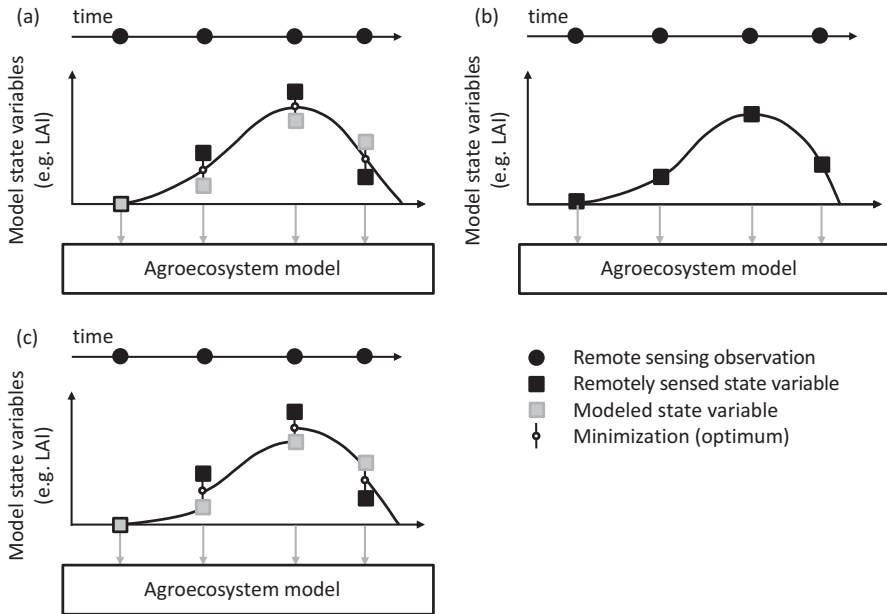 (a)
time
Model state variables
(e.g. LAI)
Agroecosystem model
(b)
time
Model state variables
(e.g. LAI)
Agroecosystem model
(c)
time
Model state variables
(e.g. LAI)
Agroecosystem model
Remote sensing observation
Remotely sensed state variable
Modeled state variable
Minimization (optimum)